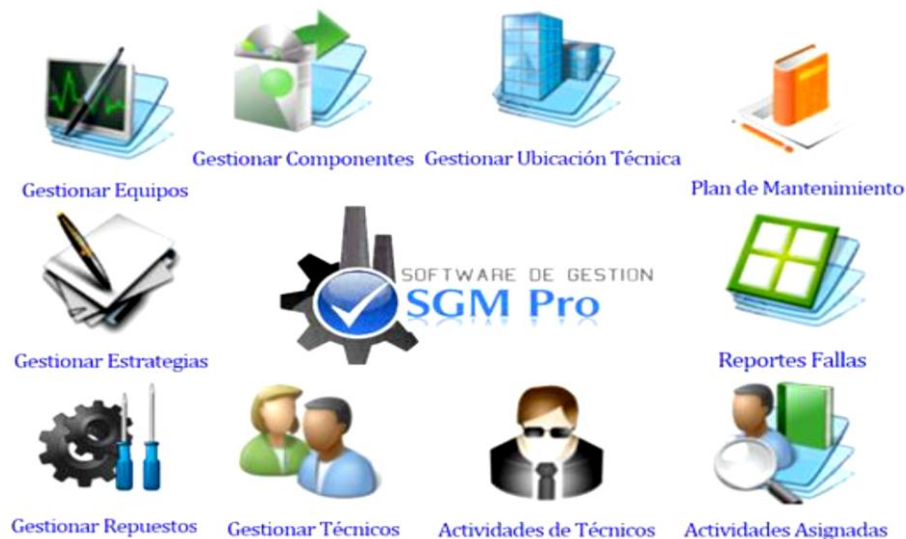 Gestionar Componentes
Gestionar Ubicación Técnica
Gestionar Equipos
Plan de Mantenimiento
SOFTWARE DE GESTION
SGM Pro
Gestionar Estrategias
Reportes Fallas
Gestionar Repuestos
Gestionar Técnicos
Actividades de Técnicos
Actividades Asignadas